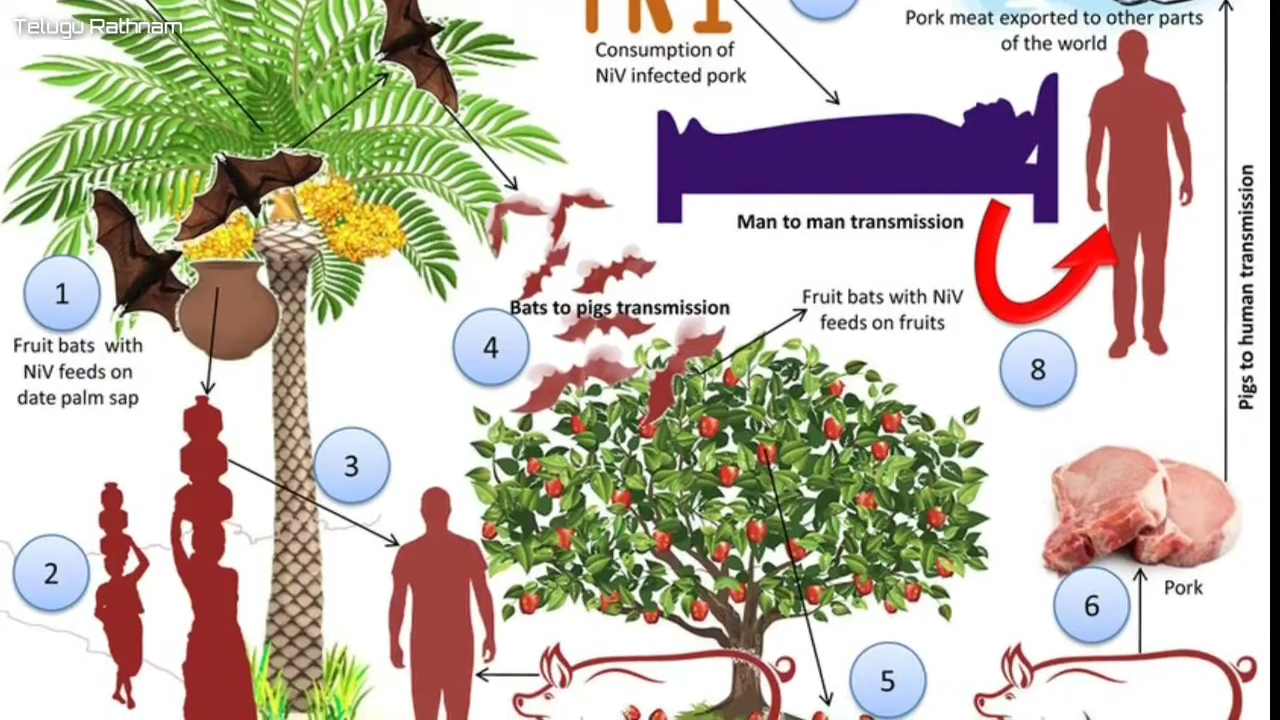 Telugu Rathnam
Pork meat exported to other parts
of the world
Consumption of
NiV infected pork
Man to man transmission
Pigs to human transmission
1
Fruit bats with
NiV feeds on
date palm sap
4
Bats to pigs transmission
Fruit bats with NiV
feeds on fruits
8
3
2
Pork
6
5